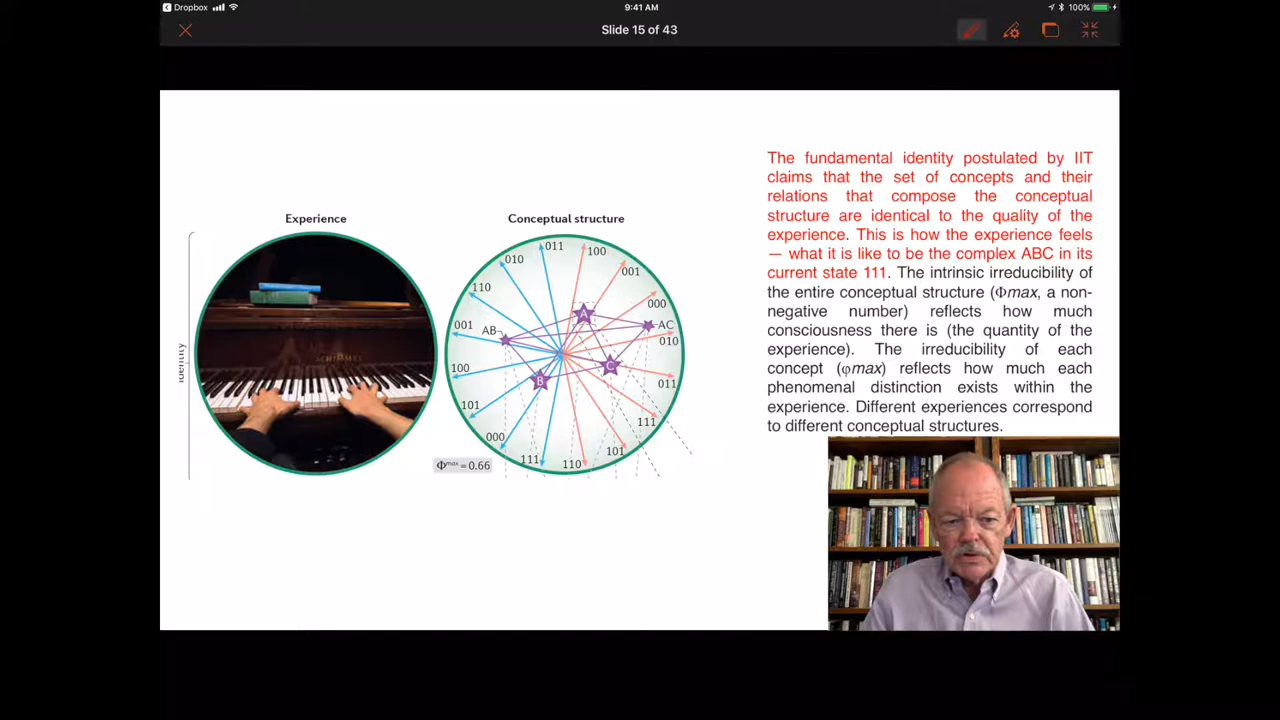 Dropbox
9:41 AM
100%
Slide 15 of 43
Experience
Conceptual structure
The fundamental identity postulated by IIT
claims that the set of concepts and their
relations that compose the conceptual
structure are identical to the quality of the
experience. This is how the experience feels
— what it is like to be the complex ABC in its
current state 111. The intrinsic irreducibility of
the entire conceptual structure (Φmax, a non-
negative number) reflects how much
consciousness there is (the quantity of the
experience). The irreducibility of each
concept (φmax) reflects how much each
phenomenal distinction exists within the
experience. Different experiences correspond
to different conceptual structures.
Identity
SCHIMMEL
011
100
010
001
110
000
001
AB
A
AC
010
100
B
C
011
101
111
000
101
111
110
Φmax = 0.66